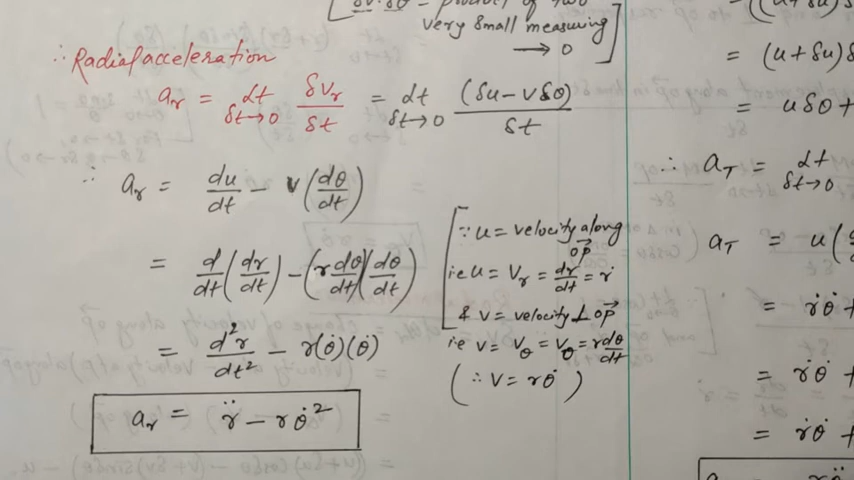 very small measuring
→ 0 ]
∴ Radial acceleration
a_r = Lt δt→0 δv_r/δt = Lt δt→0 (δu − vδθ)/δt
∴ a_r = du/dt − v(dθ/dt)
= d/dt(dr/dt) − (r dθ/dt)(dθ/dt)
= d²r/dt² − r(θ̇)(θ̇)
a_r = r̈ − rθ̇²
[∵ u = velocity along
OP→
ie u = V_r = dr/dt = ṙ
& v = velocity ⊥ OP→
ie v = V_θ = V_θ = r dθ/dt
(∴ v = rθ̇)
= (u + δu) δ
= u δθ +
∴ a_T = Lt δt→0
a_T = u(
= ṙθ̇ +
= ṙθ̇ +
= ṙθ̇ +